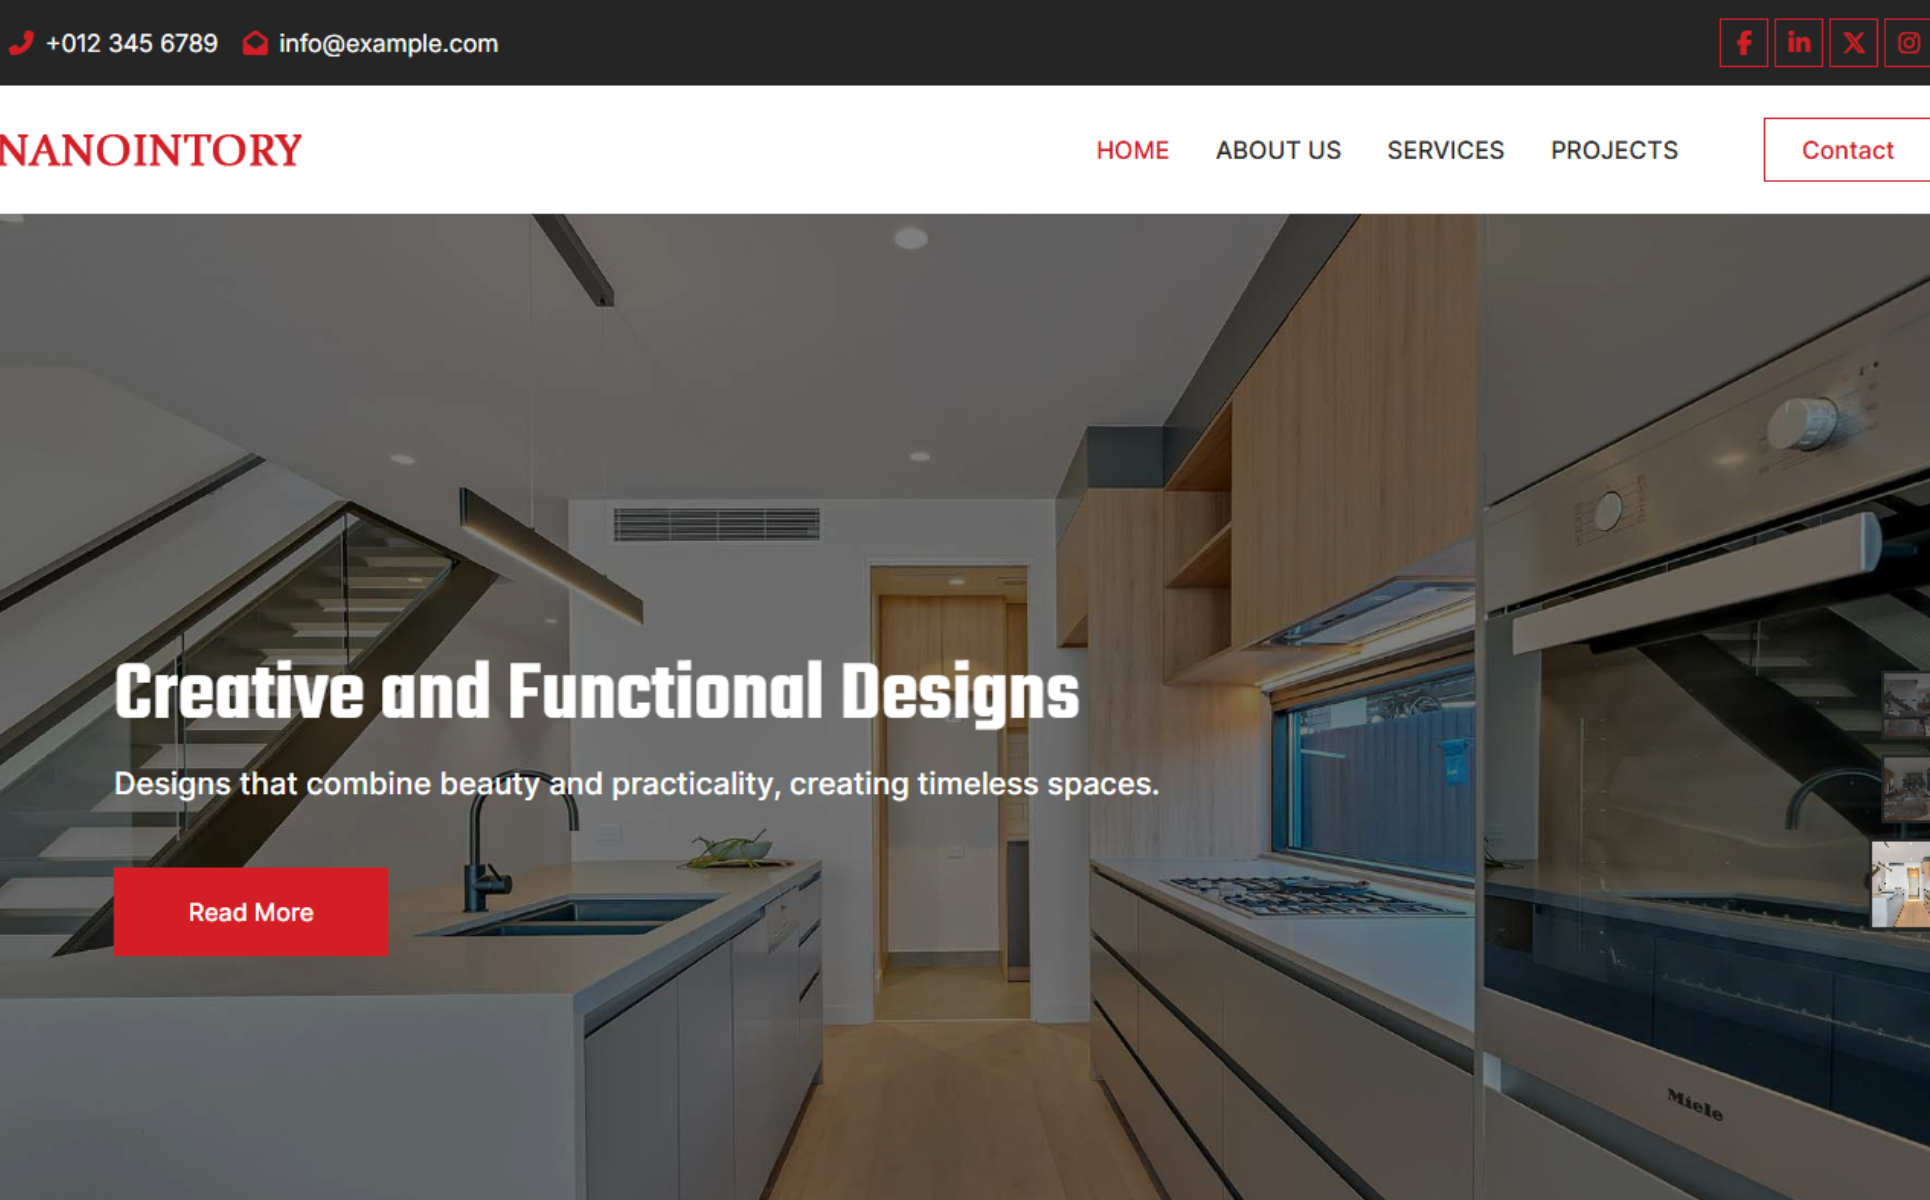 +012 345 6789 info@example.com
NANOINTORY
HOME ABOUT US SERVICES PROJECTS Contact
Creative and Functional Designs
Designs that combine beauty and practicality, creating timeless spaces.
Read More
Miele